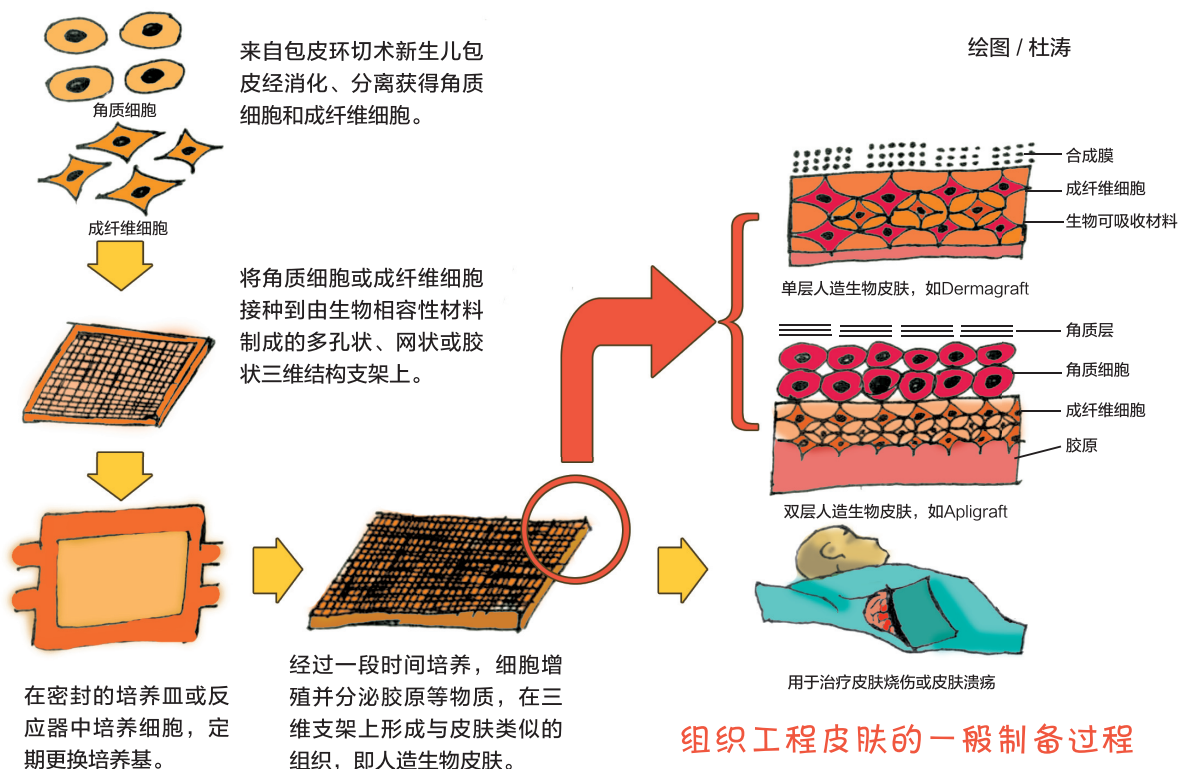 来自包皮环切术新生儿包
皮经消化、分离获得角质
细胞和成纤维细胞。
角质细胞
成纤维细胞
将角质细胞或成纤维细胞
接种到由生物相容性材料
制成的多孔状、网状或胶
状三维结构支架上。
在密封的培养皿或反
应器中培养细胞，定
期更换培养基。
经过一段时间培养，细胞增
殖并分泌胶原等物质，在三
维支架上形成与皮肤类似的
组织，即人造生物皮肤。
绘图 / 杜涛
合成膜
成纤维细胞
生物可吸收材料
单层人造生物皮肤，如Dermagraft
角质层
角质细胞
成纤维细胞
胶原
双层人造生物皮肤，如Apligraft
用于治疗皮肤烧伤或皮肤溃疡
组织工程皮肤的一般制备过程